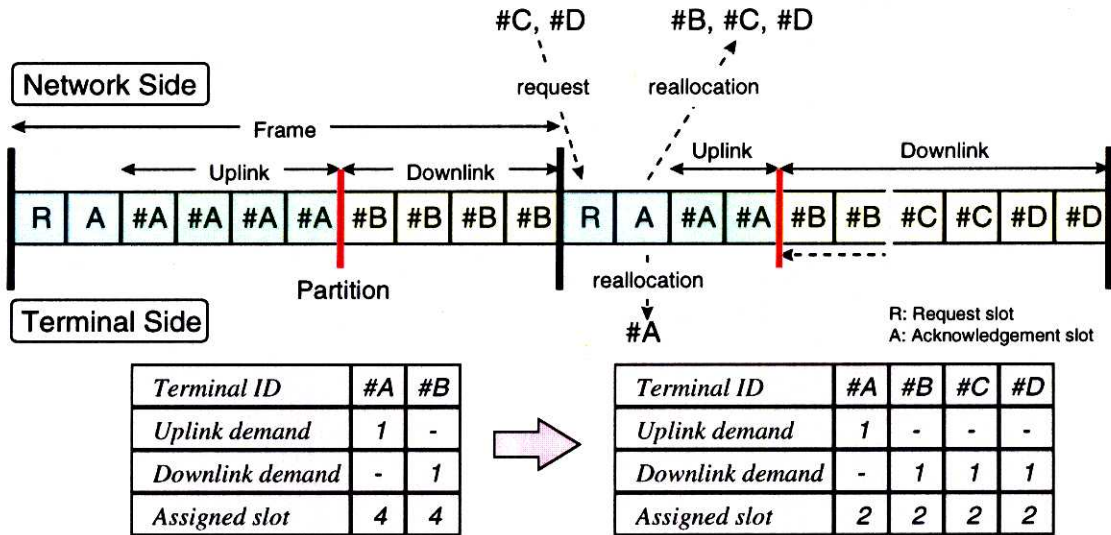 #C, #D #B, #C, #D
request reallocation
Network Side
Frame Uplink Downlink
Uplink Downlink
R A #A #A #A #A #B #B #B #B R A #A #A #B #B #C #C #D #D
Partition reallocation
Terminal Side #A
R: Request slot
A: Acknowledgement slot
Terminal ID #A #B
Uplink demand 1 -
Downlink demand - 1
Assigned slot 4 4
Terminal ID #A #B #C #D
Uplink demand 1 - - -
Downlink demand - 1 1 1
Assigned slot 2 2 2 2